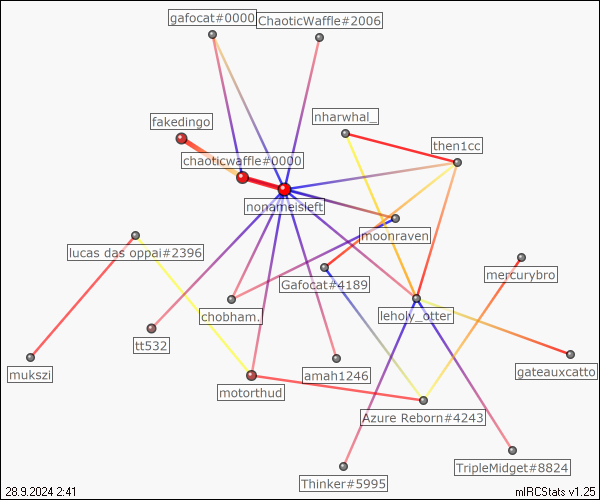 gafocat#0000
ChaoticWaffle#2006
fakedingo
nharwhal_
then1cc
chaoticwaffle#0000
nonameisleft
moonraven
lucas das oppai#2396
mercurybro
Gafocat#4189
chobham.
leholy_otter
tt532
mukszi
amah1246
gateauxcatto
motorthud
Azure Reborn#4243
TripleMidget#8824
Thinker#5995
28.9.2024 2:41
mIRCStats v1.25